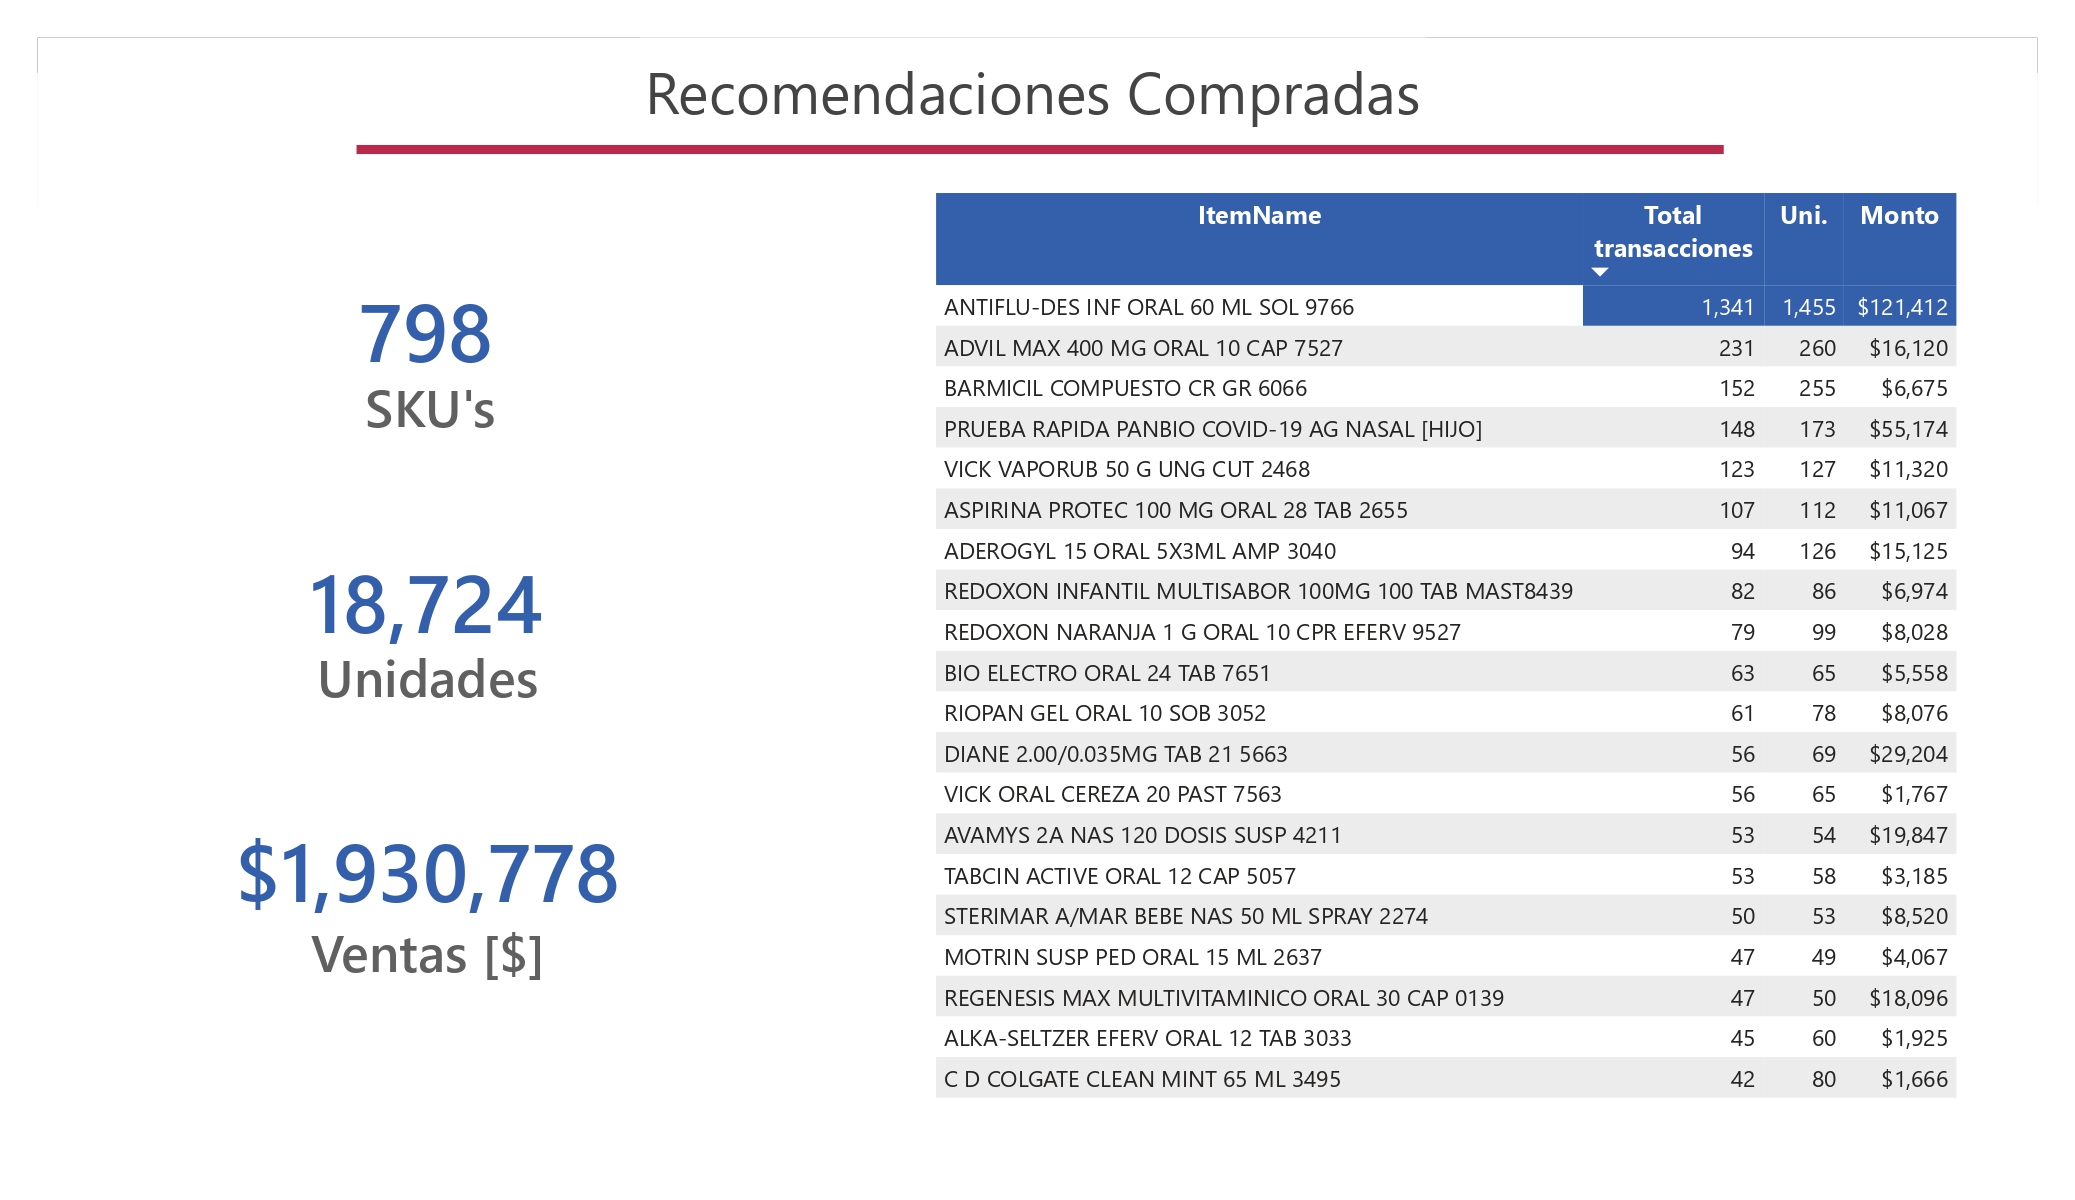 Recomendaciones Compradas
798
SKU's
18,724
Unidades
$1,930,778
Ventas [$]
ItemName Total transacciones Uni. Monto
ANTIFLU-DES INF ORAL 60 ML SOL 9766 1,341 1,455 $121,412
ADVIL MAX 400 MG ORAL 10 CAP 7527 231 260 $16,120
BARMICIL COMPUESTO CR GR 6066 152 255 $6,675
PRUEBA RAPIDA PANBIO COVID-19 AG NASAL [HIJO] 148 173 $55,174
VICK VAPORUB 50 G UNG CUT 2468 123 127 $11,320
ASPIRINA PROTEC 100 MG ORAL 28 TAB 2655 107 112 $11,067
ADEROGYL 15 ORAL 5X3ML AMP 3040 94 126 $15,125
REDOXON INFANTIL MULTISABOR 100MG 100 TAB MAST8439 82 86 $6,974
REDOXON NARANJA 1 G ORAL 10 CPR EFERV 9527 79 99 $8,028
BIO ELECTRO ORAL 24 TAB 7651 63 65 $5,558
RIOPAN GEL ORAL 10 SOB 3052 61 78 $8,076
DIANE 2.00/0.035MG TAB 21 5663 56 69 $29,204
VICK ORAL CEREZA 20 PAST 7563 56 65 $1,767
AVAMYS 2A NAS 120 DOSIS SUSP 4211 53 54 $19,847
TABCIN ACTIVE ORAL 12 CAP 5057 53 58 $3,185
STERIMAR A/MAR BEBE NAS 50 ML SPRAY 2274 50 53 $8,520
MOTRIN SUSP PED ORAL 15 ML 2637 47 49 $4,067
REGENESIS MAX MULTIVITAMINICO ORAL 30 CAP 0139 47 50 $18,096
ALKA-SELTZER EFERV ORAL 12 TAB 3033 45 60 $1,925
C D COLGATE CLEAN MINT 65 ML 3495 42 80 $1,666